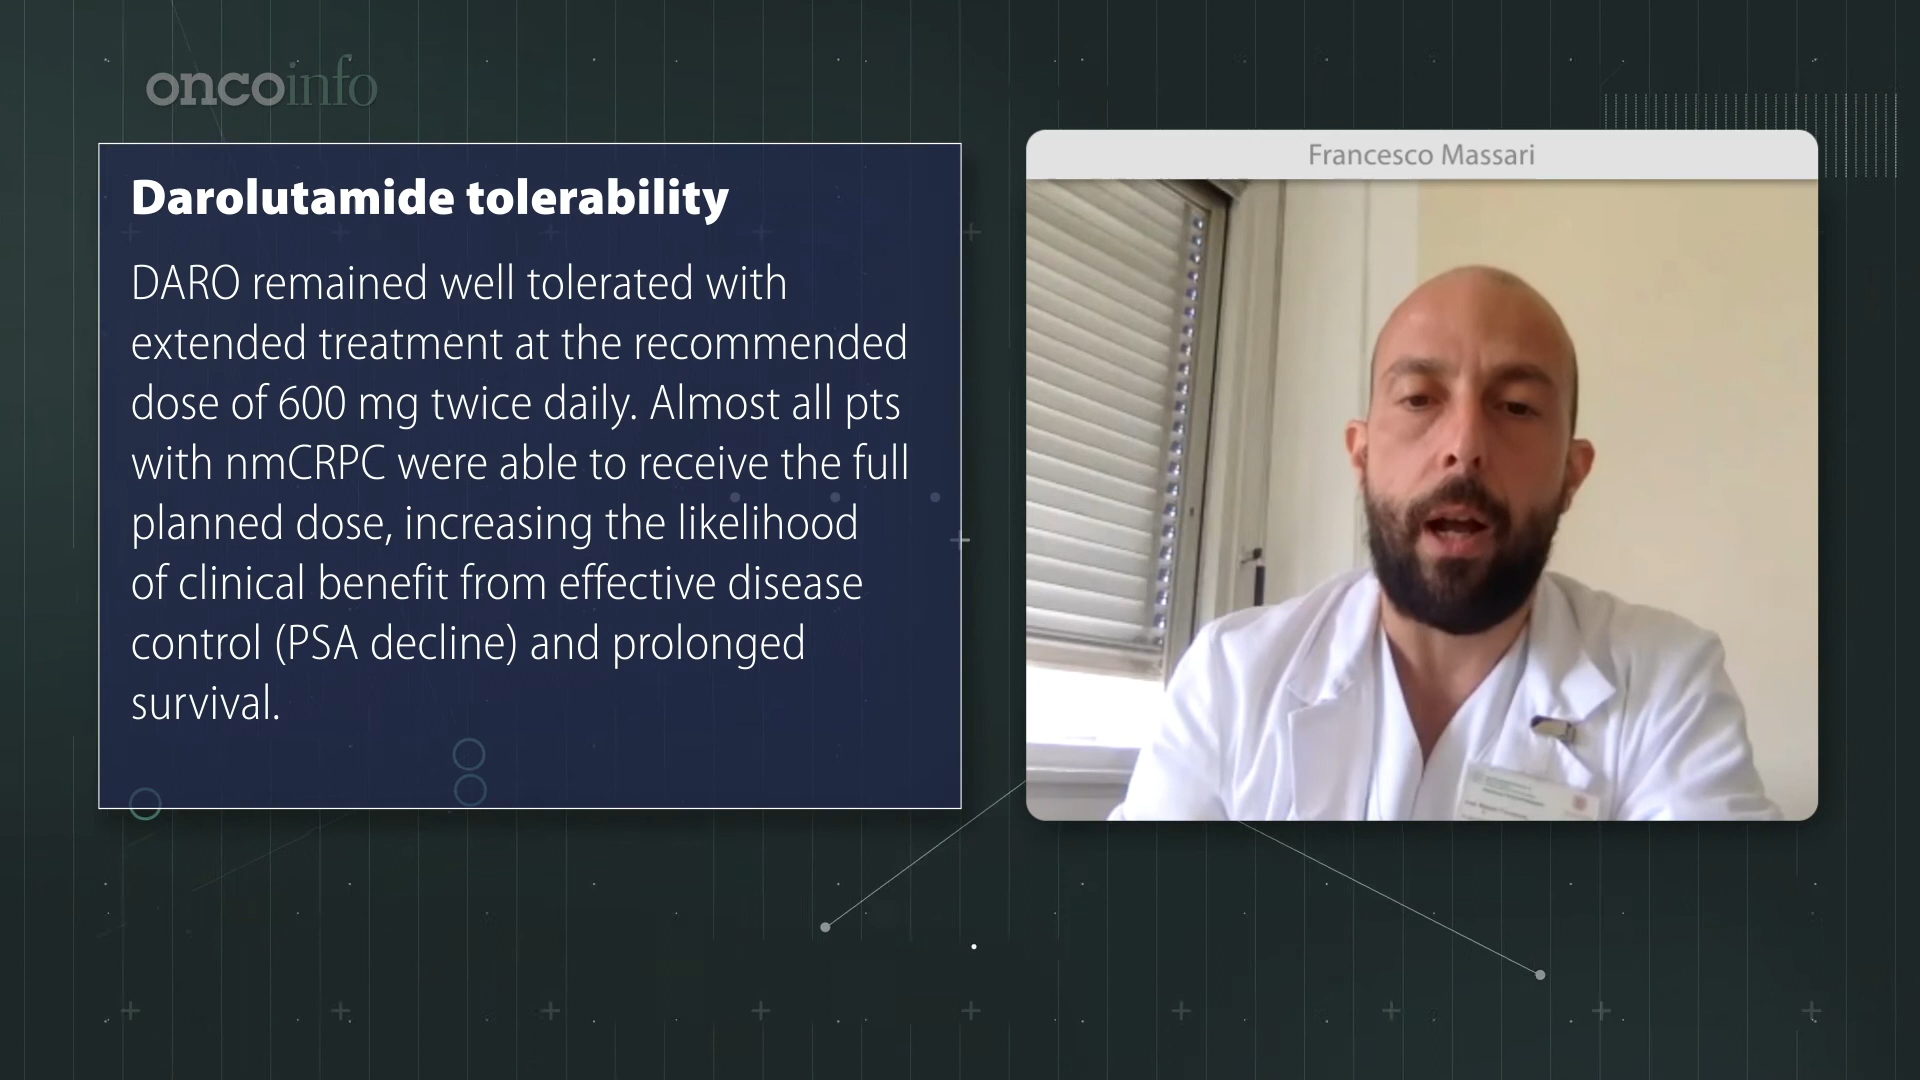 oncoinfo
Francesco Massari
Darolutamide tolerability
DARO remained well tolerated with
extended treatment at the recommended
dose of 600 mg twice daily. Almost all pts
with nmCRPC were able to receive the full
planned dose, increasing the likelihood
of clinical benefit from effective disease
control (PSA decline) and prolonged
survival.